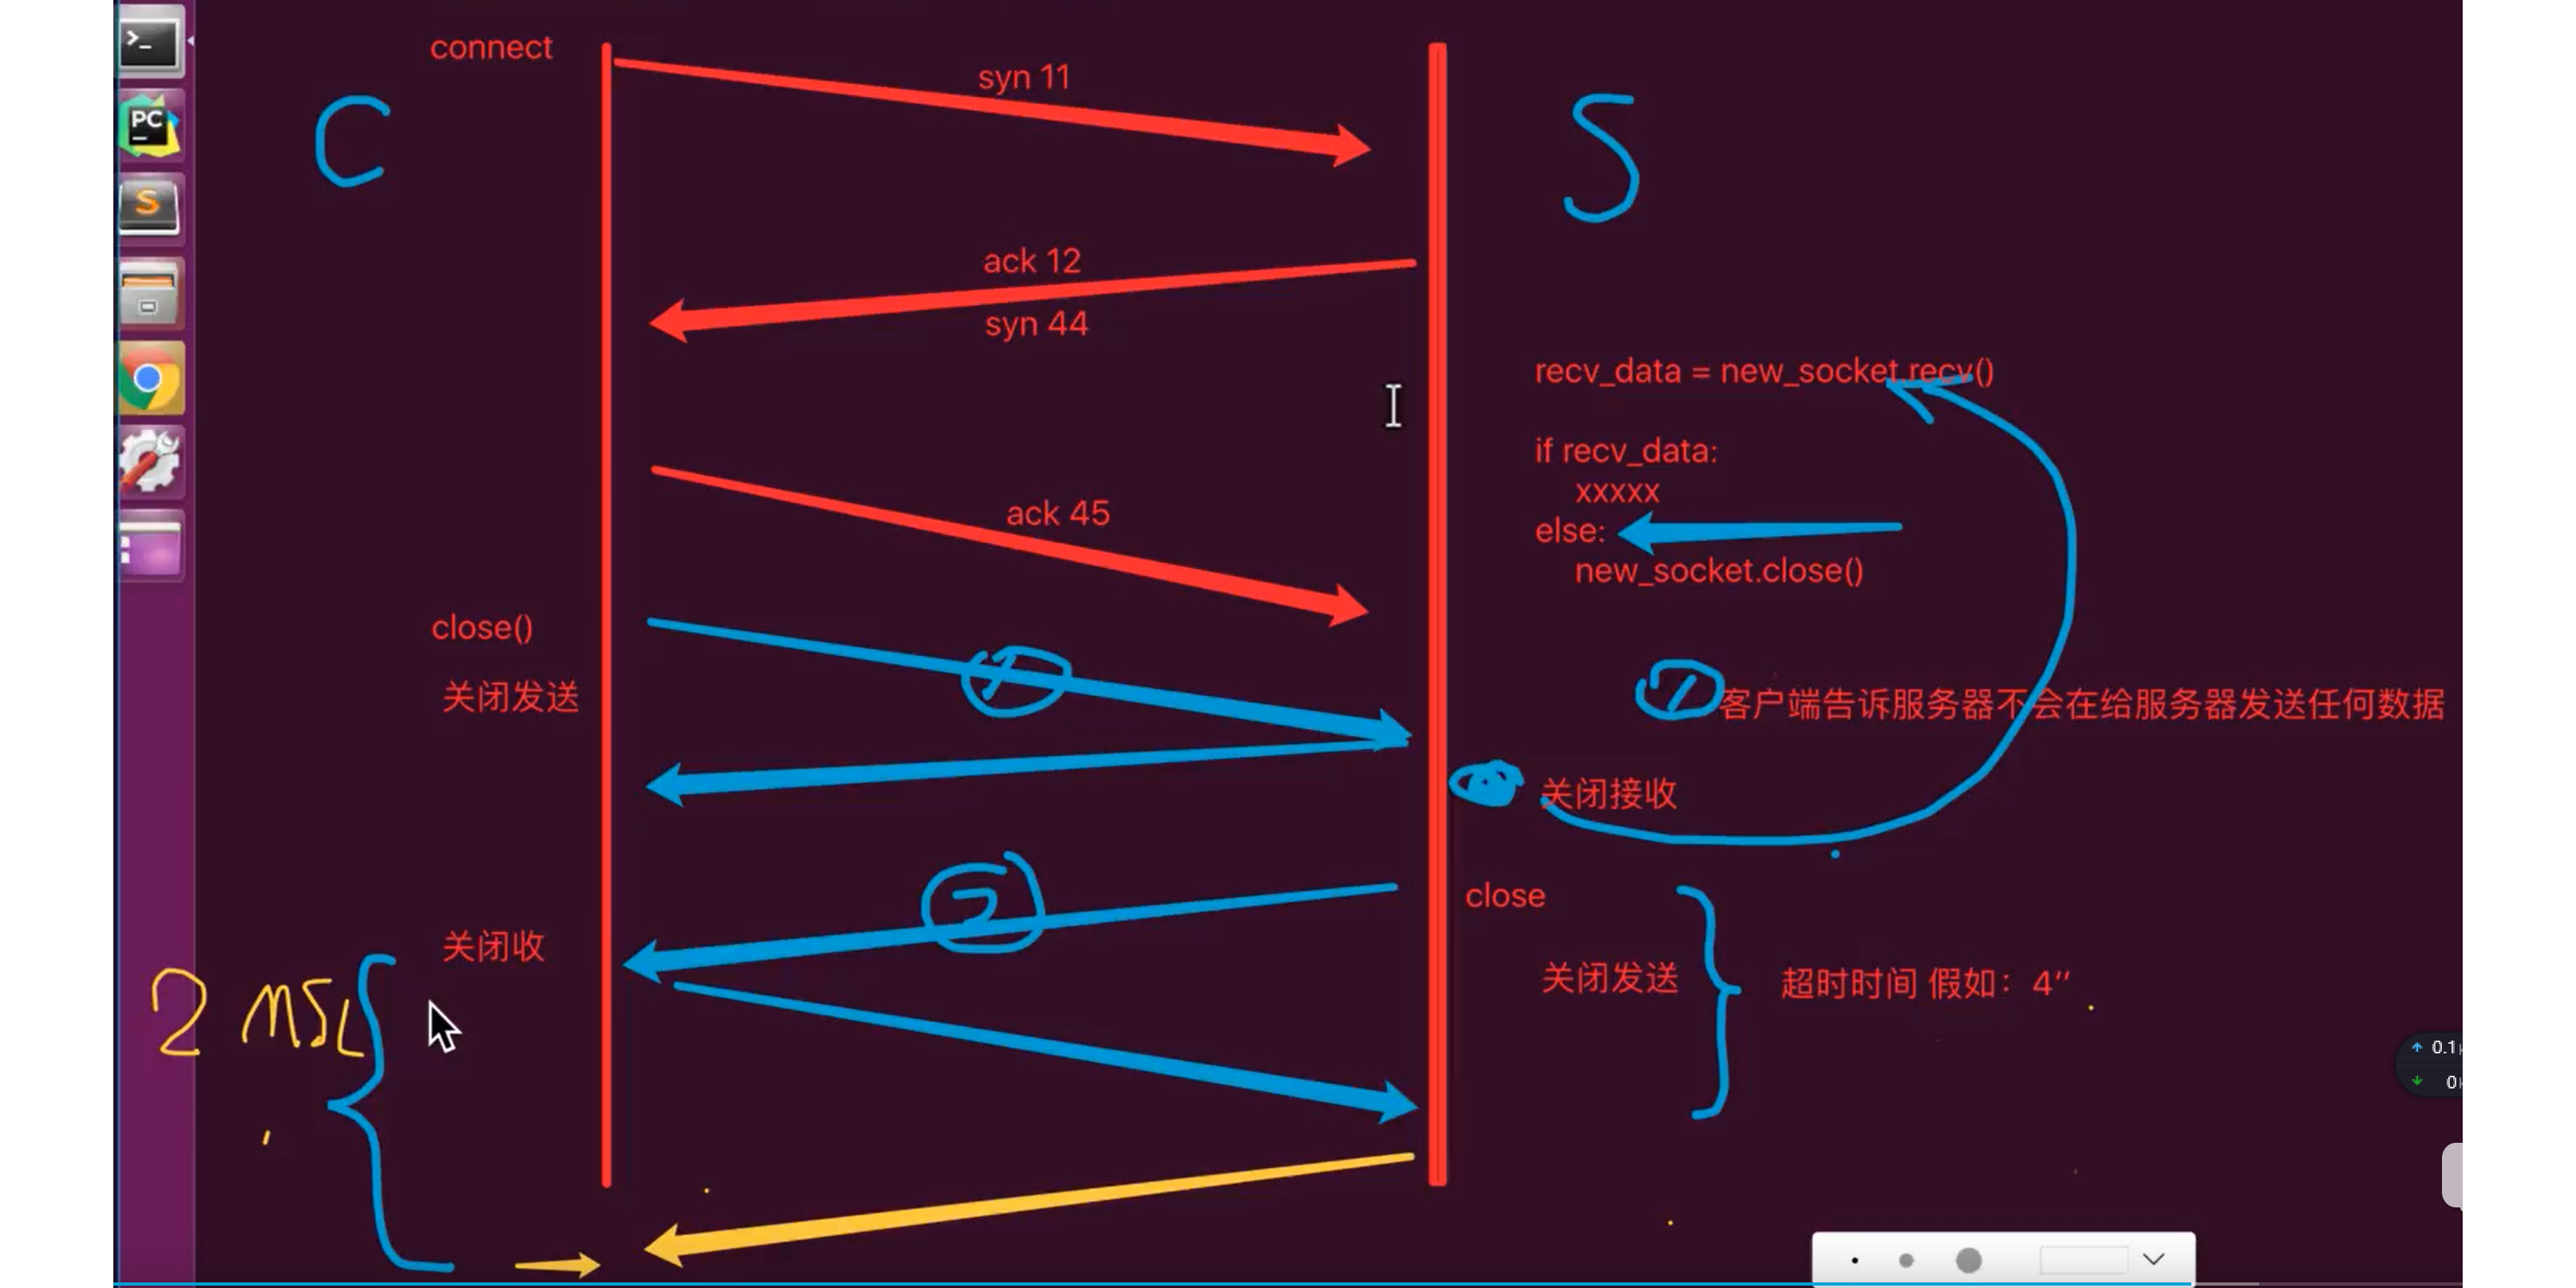 connect
syn 11
C
S
PC
S
ack 12
syn 44
recv_data = new_socket.recv()
if recv_data:
xxxxx
else:
new_socket.close()
ack 45
close()
关闭发送
1
1 客户端告诉服务器不会在给服务器发送任何数据
关闭接收
2
close
关闭收
关闭发送
超时时间 假如：4″
2 MSL
0.1k
0k